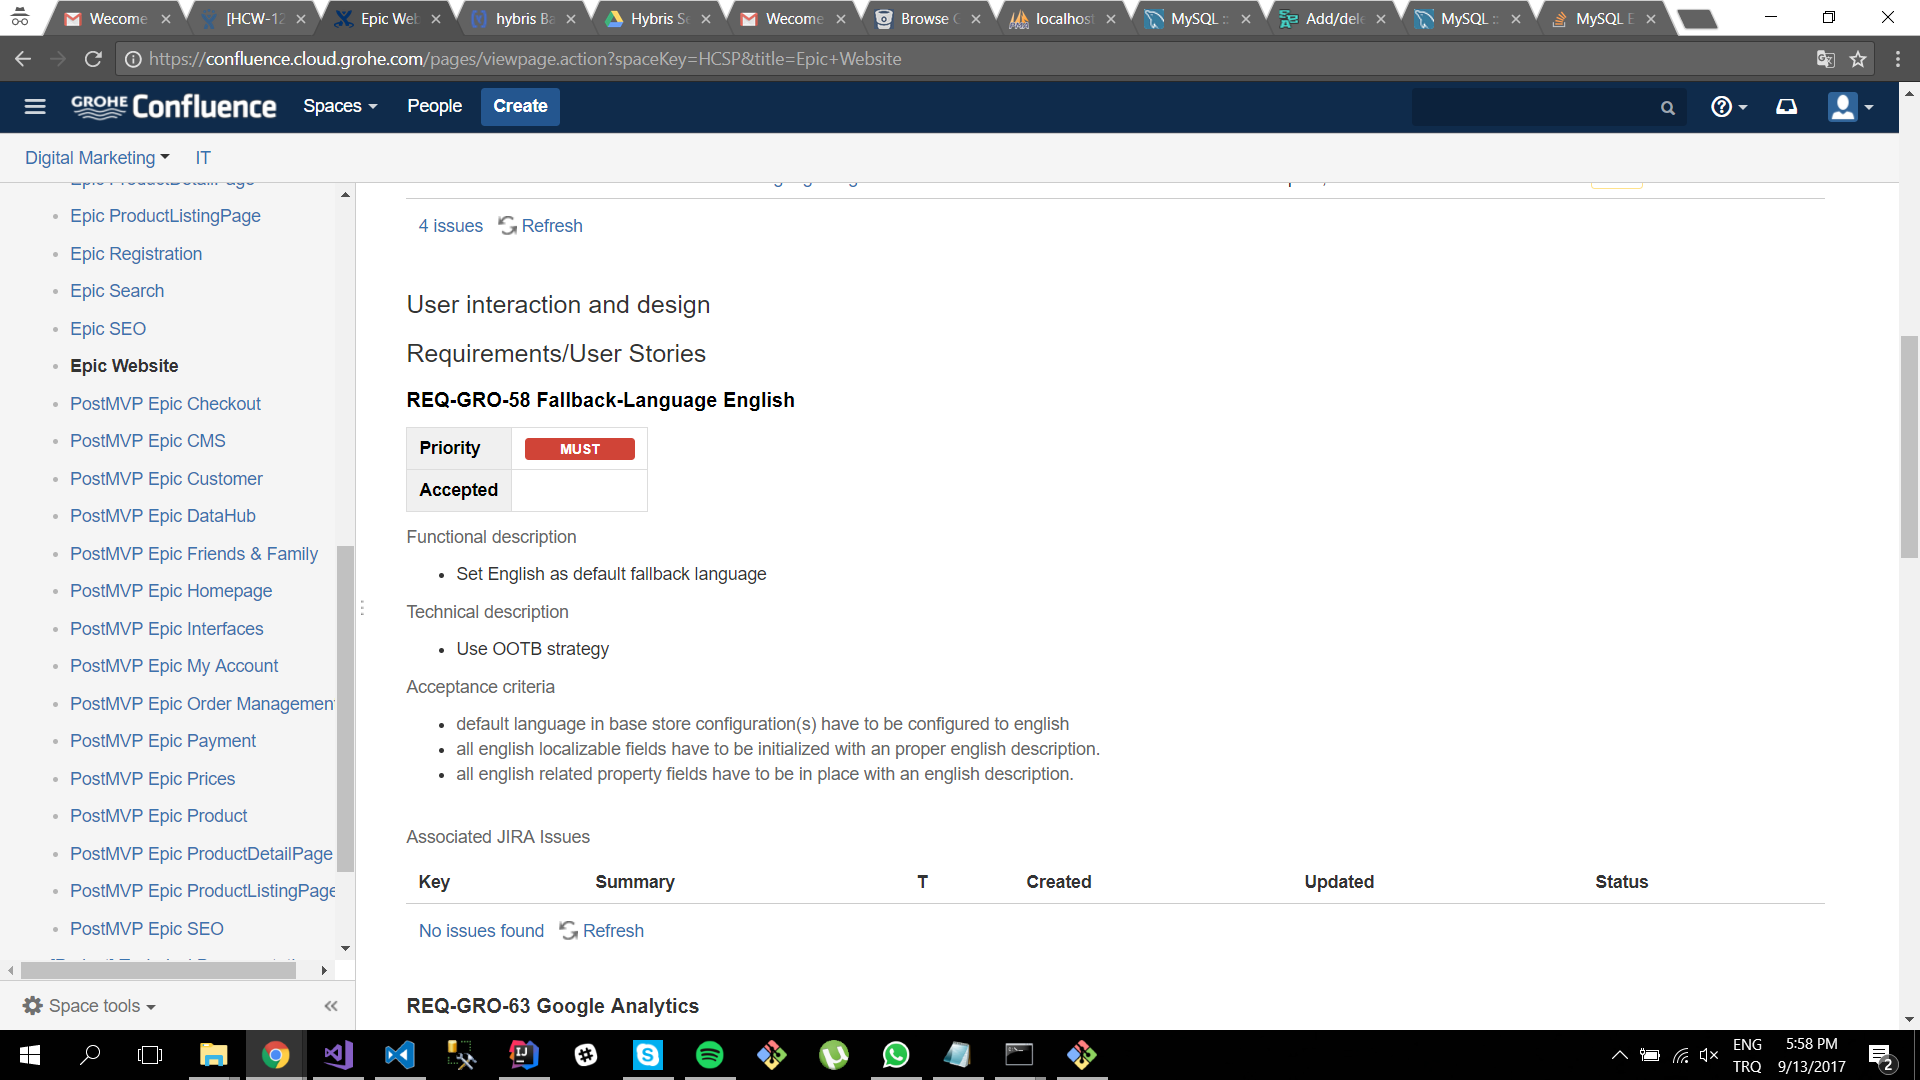 Wecome
[HCW-12
Epic Web
hybris Ba
Hybris Se
Wecome
Browse
localhost
MySQL ::
Add/dele
MySQL ::
MySQL E
https://confluence.cloud.grohe.com/pages/viewpage.action?spaceKey=HCSP&title=Epic+Website
GROHE Confluence
Spaces
People
Create
Digital Marketing
IT
Epic ProductDetailPage
Epic ProductListingPage
Epic Registration
Epic Search
Epic SEO
Epic Website
PostMVP Epic Checkout
PostMVP Epic CMS
PostMVP Epic Customer
PostMVP Epic DataHub
PostMVP Epic Friends & Family
PostMVP Epic Homepage
PostMVP Epic Interfaces
PostMVP Epic My Account
PostMVP Epic Order Management
PostMVP Epic Payment
PostMVP Epic Prices
PostMVP Epic Product
PostMVP Epic ProductDetailPage
PostMVP Epic ProductListingPage
PostMVP Epic SEO
Space tools
4 issues Refresh
User interaction and design
Requirements/User Stories
REQ-GRO-58 Fallback-Language English
Priority MUST
Accepted
Functional description
• Set English as default fallback language
Technical description
• Use OOTB strategy
Acceptance criteria
• default language in base store configuration(s) have to be configured to english
• all english localizable fields have to be initialized with an proper english description.
• all english related property fields have to be in place with an english description.
Associated JIRA Issues
Key Summary T Created Updated Status
No issues found Refresh
REQ-GRO-63 Google Analytics
ENG
TRQ
5:58 PM
9/13/2017
2